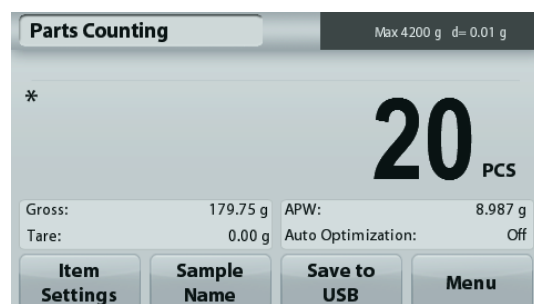 Parts Counting
Max 4200 g d= 0.01 g
*
20 PCS
Gross: 179.75 g APW: 8.987 g
Tare: 0.00 g Auto Optimization: Off
Item Settings
Sample Name
Save to USB
Menu